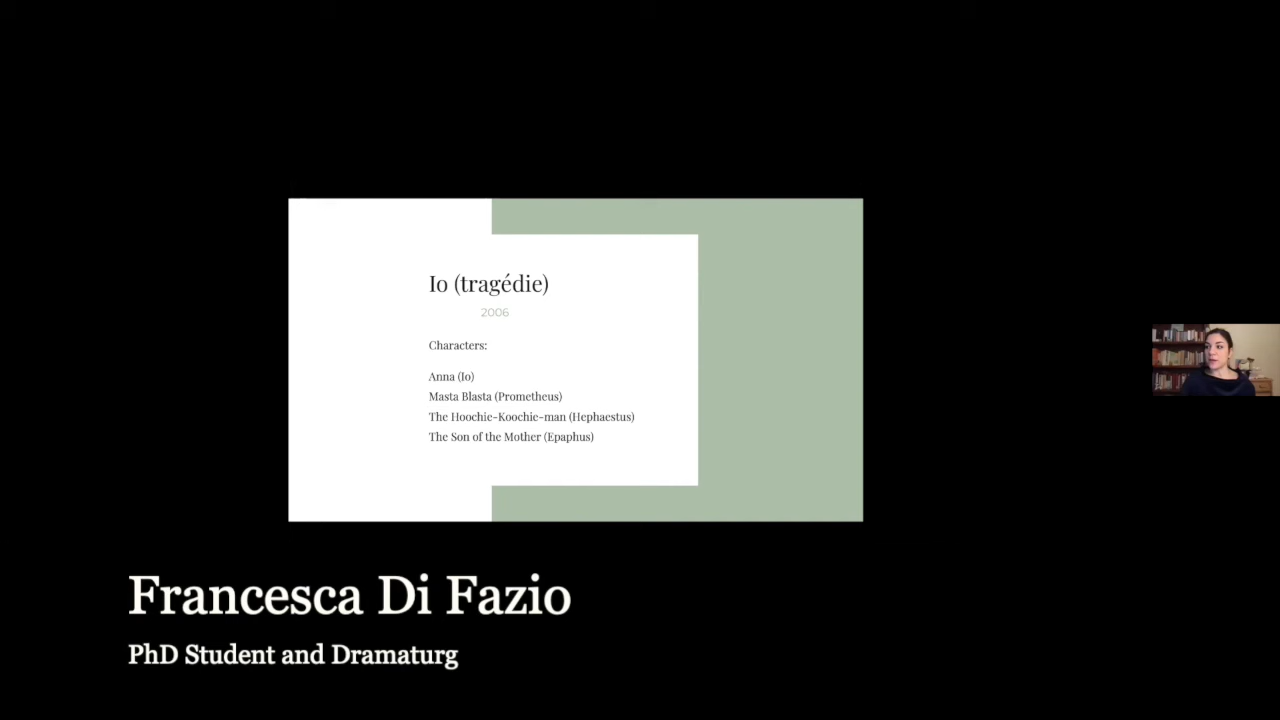 Io (tragédie)
2006
Characters:
Anna (Io)
Masta Blasta (Prometheus)
The Hoochie-Koochie-man (Hephaestus)
The Son of the Mother (Epaphus)
Francesca Di Fazio
PhD Student and Dramaturg